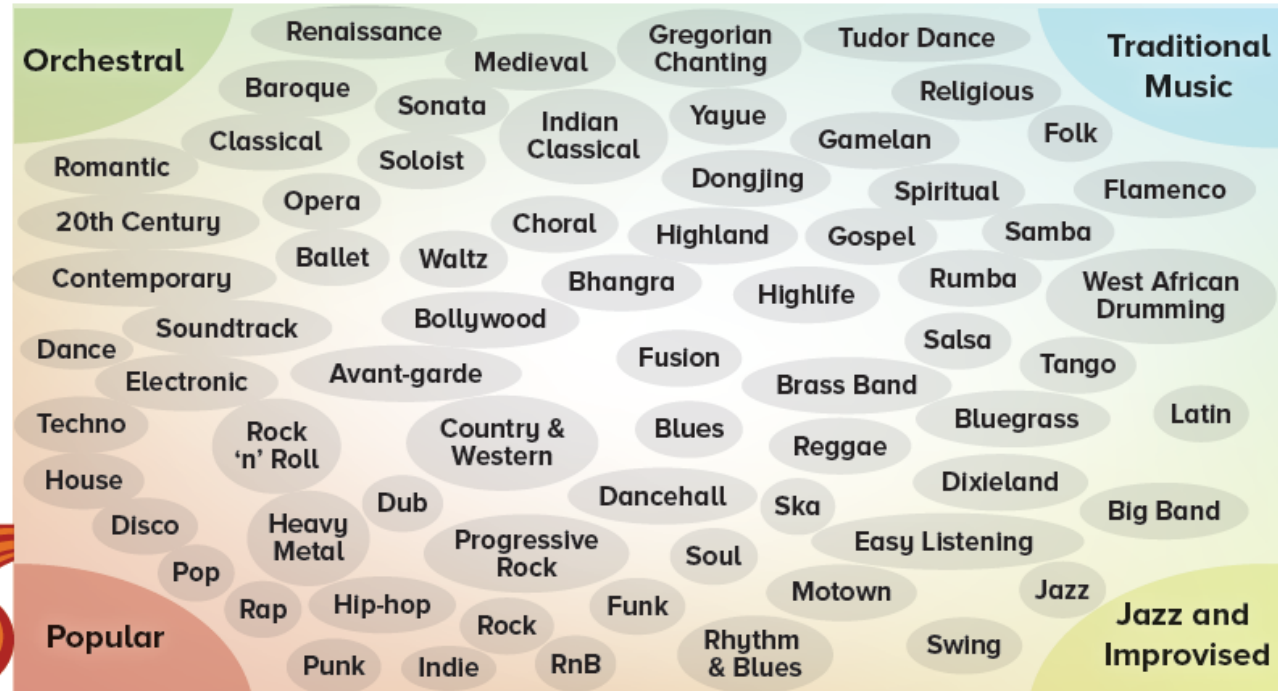 Orchestral
Renaissance
Medieval
Gregorian
Chanting
Tudor Dance
Traditional
Music
Baroque
Sonata
Indian
Classical
Yayue
Religious
Classical
Soloist
Gamelan
Folk
Romantic
Opera
Dongjing
Spiritual
Flamenco
20th Century
Choral
Highland
Gospel
Samba
Ballet
Waltz
Contemporary
Bhangra
Highlife
Rumba
West African
Drumming
Soundtrack
Bollywood
Dance
Fusion
Salsa
Tango
Electronic
Avant-garde
Brass Band
Techno
Rock
‘n’ Roll
Country &
Western
Blues
Reggae
Bluegrass
Latin
House
Dub
Dancehall
Ska
Dixieland
Big Band
Disco
Heavy
Metal
Progressive
Rock
Soul
Easy Listening
Pop
Rap
Hip-hop
Rock
Funk
Motown
Jazz
Popular
Punk
Indie
RnB
Rhythm
& Blues
Swing
Jazz and
Improvised